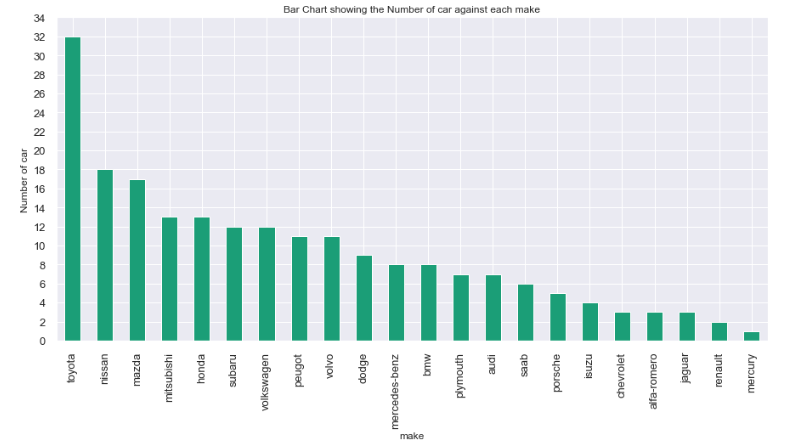 Bar Chart showing the Number of car against each make
34
32
30
28
26
24
22
20
18
16
14
12
10
8
6
4
2
0
Number of car
toyota
nissan
mazda
mitsubishi
honda
subaru
volkswagen
peugot
volvo
dodge
mercedes-benz
bmw
plymouth
audi
saab
porsche
isuzu
chevrolet
alfa-romero
jaguar
renault
mercury
make